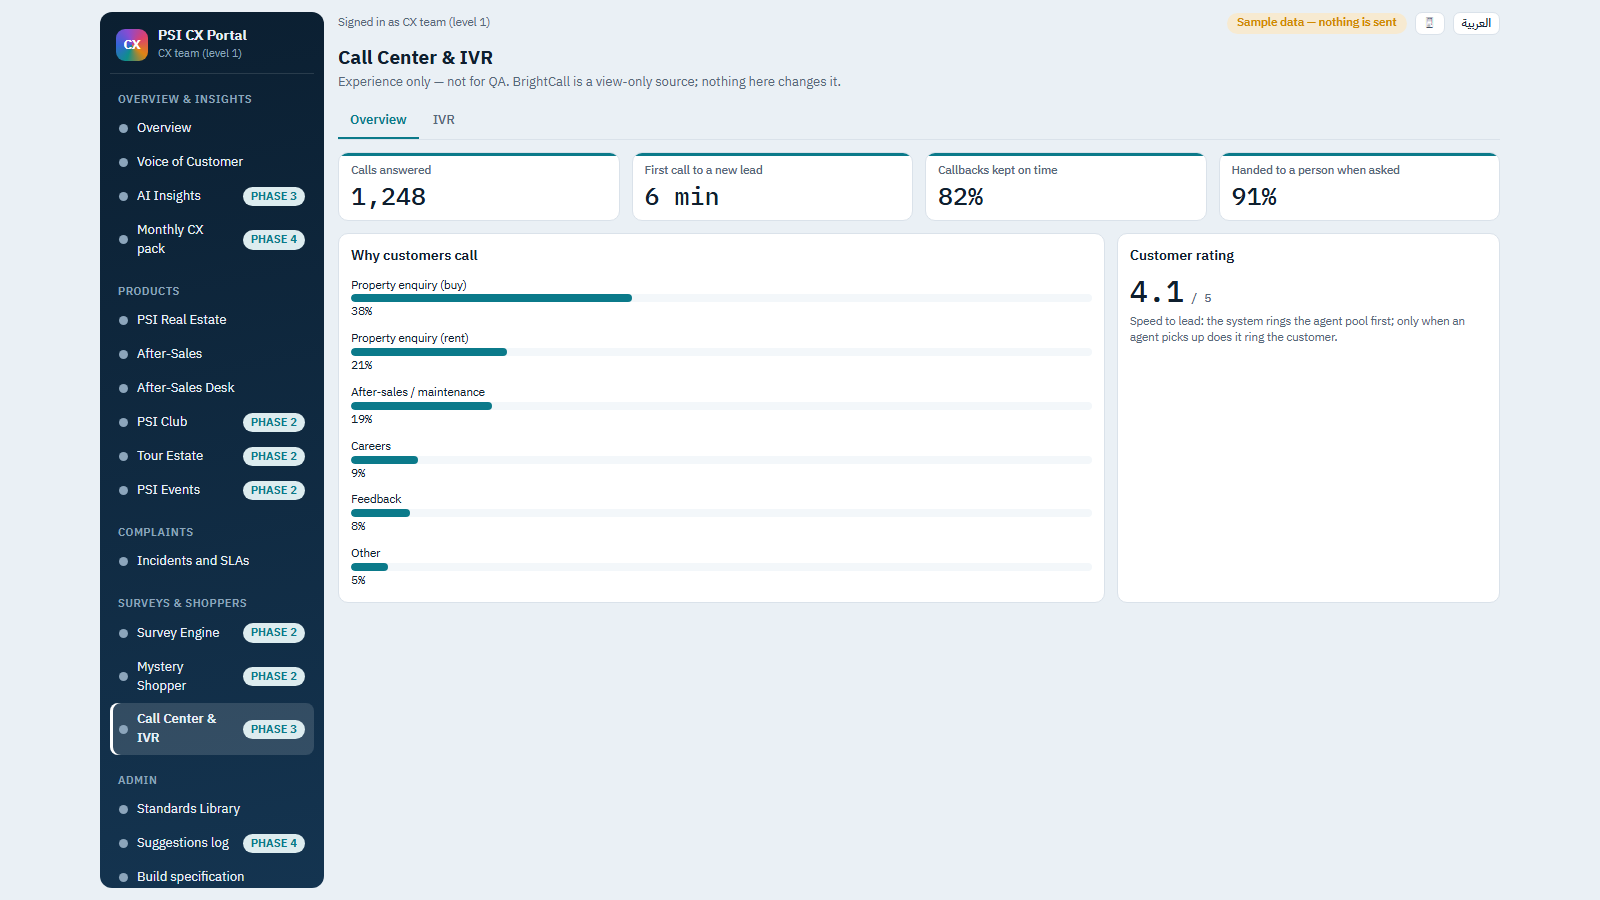 CX
PSI CX Portal
CX team (level 1)
OVERVIEW & INSIGHTS
Overview
Voice of Customer
AI Insights
PHASE 3
Monthly CX
pack
PHASE 4
PRODUCTS
PSI Real Estate
After-Sales
After-Sales Desk
PSI Club
PHASE 2
Tour Estate
PHASE 2
PSI Events
PHASE 2
COMPLAINTS
Incidents and SLAs
SURVEYS & SHOPPERS
Survey Engine
PHASE 2
Mystery
Shopper
PHASE 2
Call Center &
IVR
PHASE 3
ADMIN
Standards Library
Suggestions log
PHASE 4
Build specification
Signed in as CX team (level 1)
Sample data — nothing is sent
العربية
Call Center & IVR
Experience only — not for QA. BrightCall is a view-only source; nothing here changes it.
Overview
IVR
Calls answered
1,248
First call to a new lead
6 min
Callbacks kept on time
82%
Handed to a person when asked
91%
Why customers call
Property enquiry (buy)
38%
Property enquiry (rent)
21%
After-sales / maintenance
19%
Careers
9%
Feedback
8%
Other
5%
Customer rating
4.1 / 5
Speed to lead: the system rings the agent pool first; only when an
agent picks up does it ring the customer.